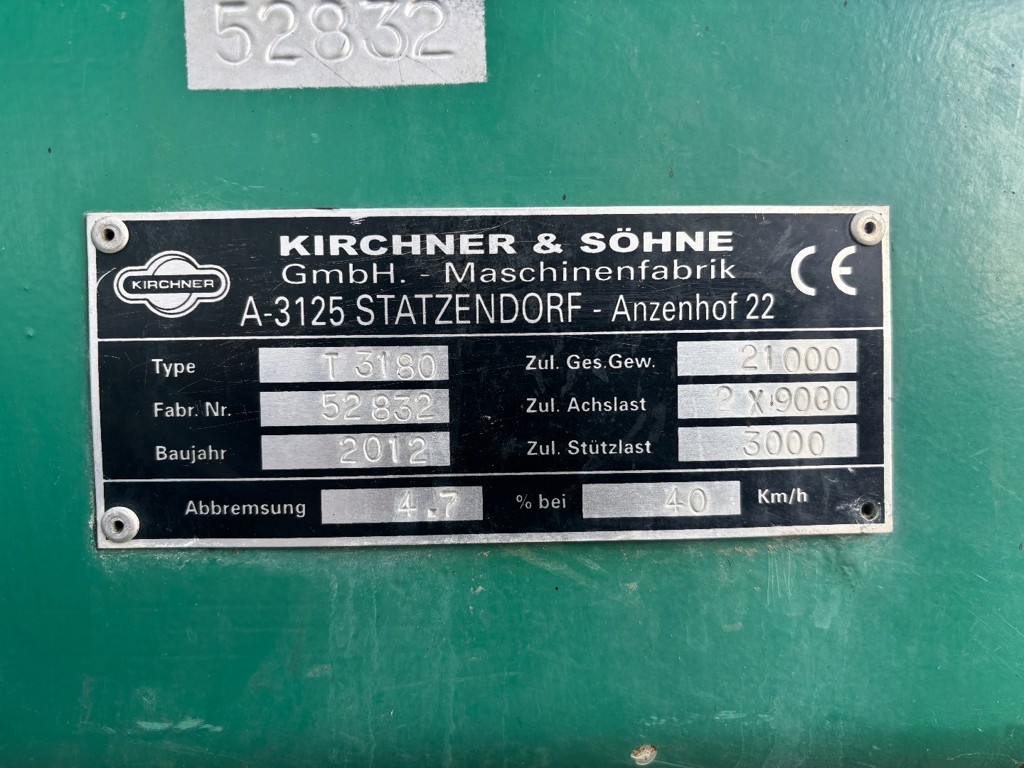 52832
KIRCHNER & SÖHNE
GmbH. - Maschinenfabrik
KIRCHNER
CE
A-3125 STATZENDORF - Anzenhof 22
Type T 3180 Zul. Ges.Gew. 21000
Fabr. Nr. 52832 Zul. Achslast 2 X 9000
Baujahr 2012 Zul. Stützlast 3000
Abbremsung 4.7 % bei 40 Km/h